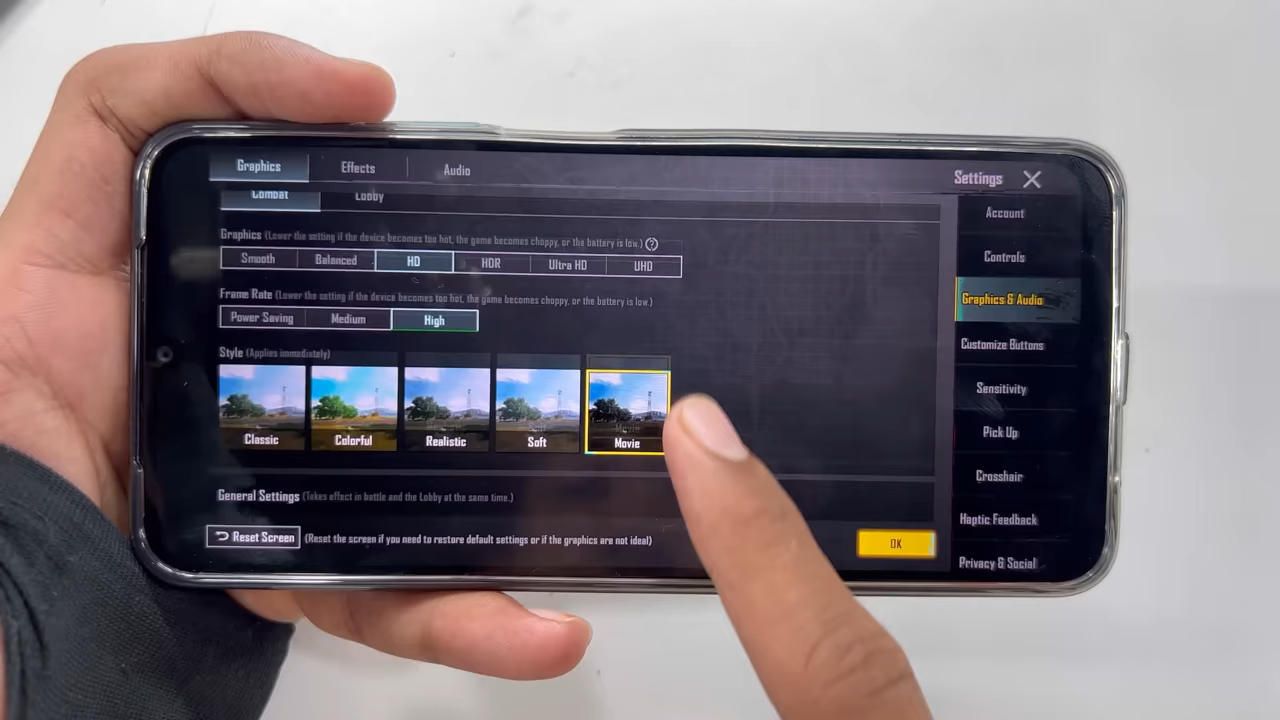 Graphics Effects Audio
Settings
Combat Lobby
Graphics (Lower the setting if the device becomes too hot, the game becomes choppy, or the battery is low.) ?
Smooth Balanced HD HDR Ultra HD UHD
Frame Rate (Lower the setting if the device becomes too hot, the game becomes choppy, or the battery is low.)
Power Saving Medium High
Style (Applies immediately)
Classic Colorful Realistic Soft Movie
General Settings (Takes effect in battle and the Lobby at the same time.)
Reset Screen (Reset the screen if you need to restore default settings or if the graphics are not ideal)
OK
Account
Controls
Graphics & Audio
Customize Buttons
Sensitivity
Pick Up
Crosshair
Haptic Feedback
Privacy & Social